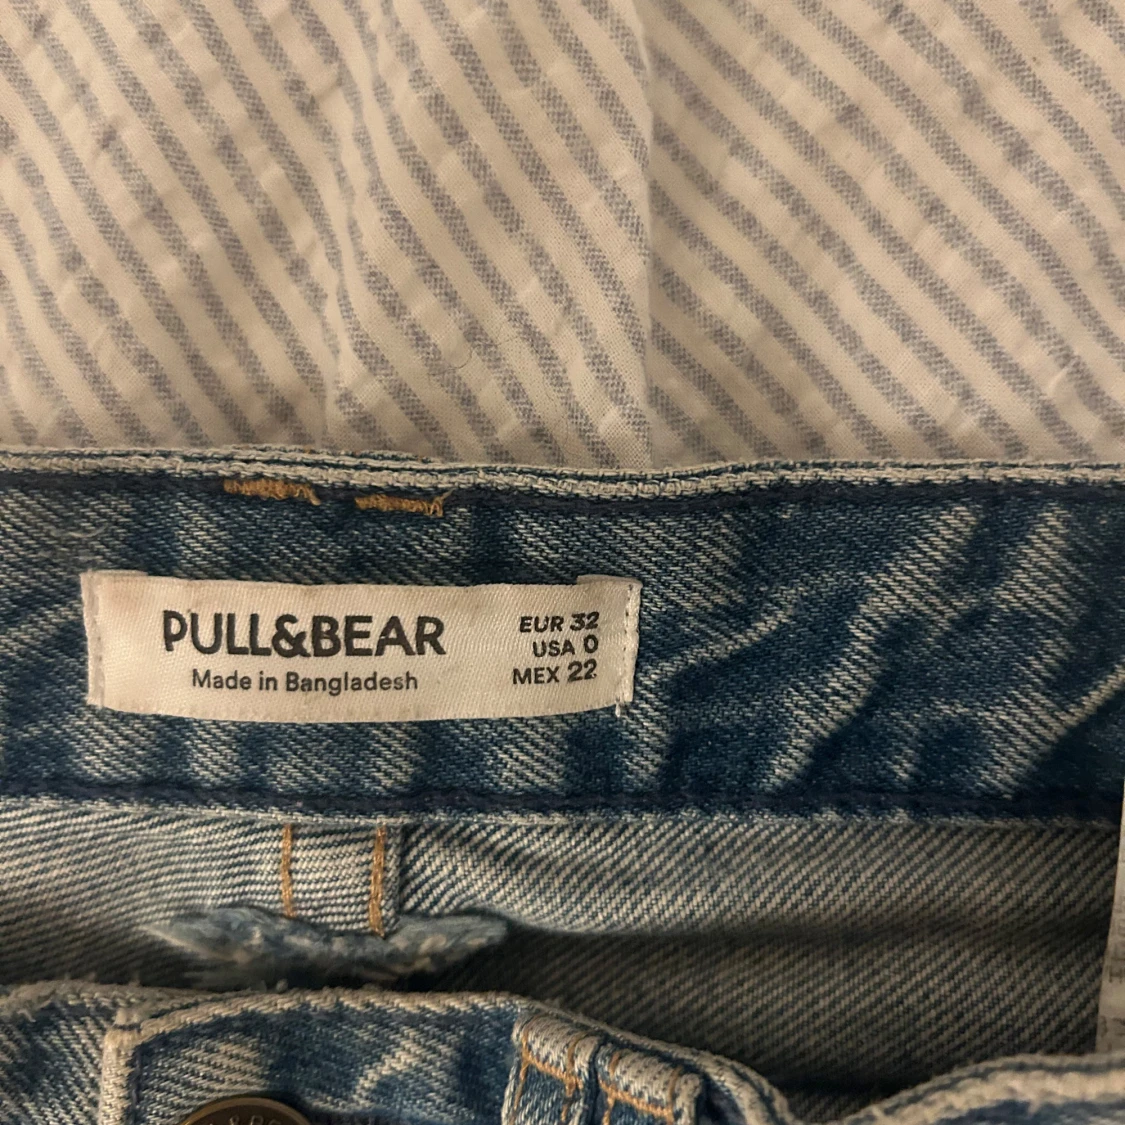 PULL&BEAR
Made in Bangladesh
EUR 32
USA 0
MEX 22